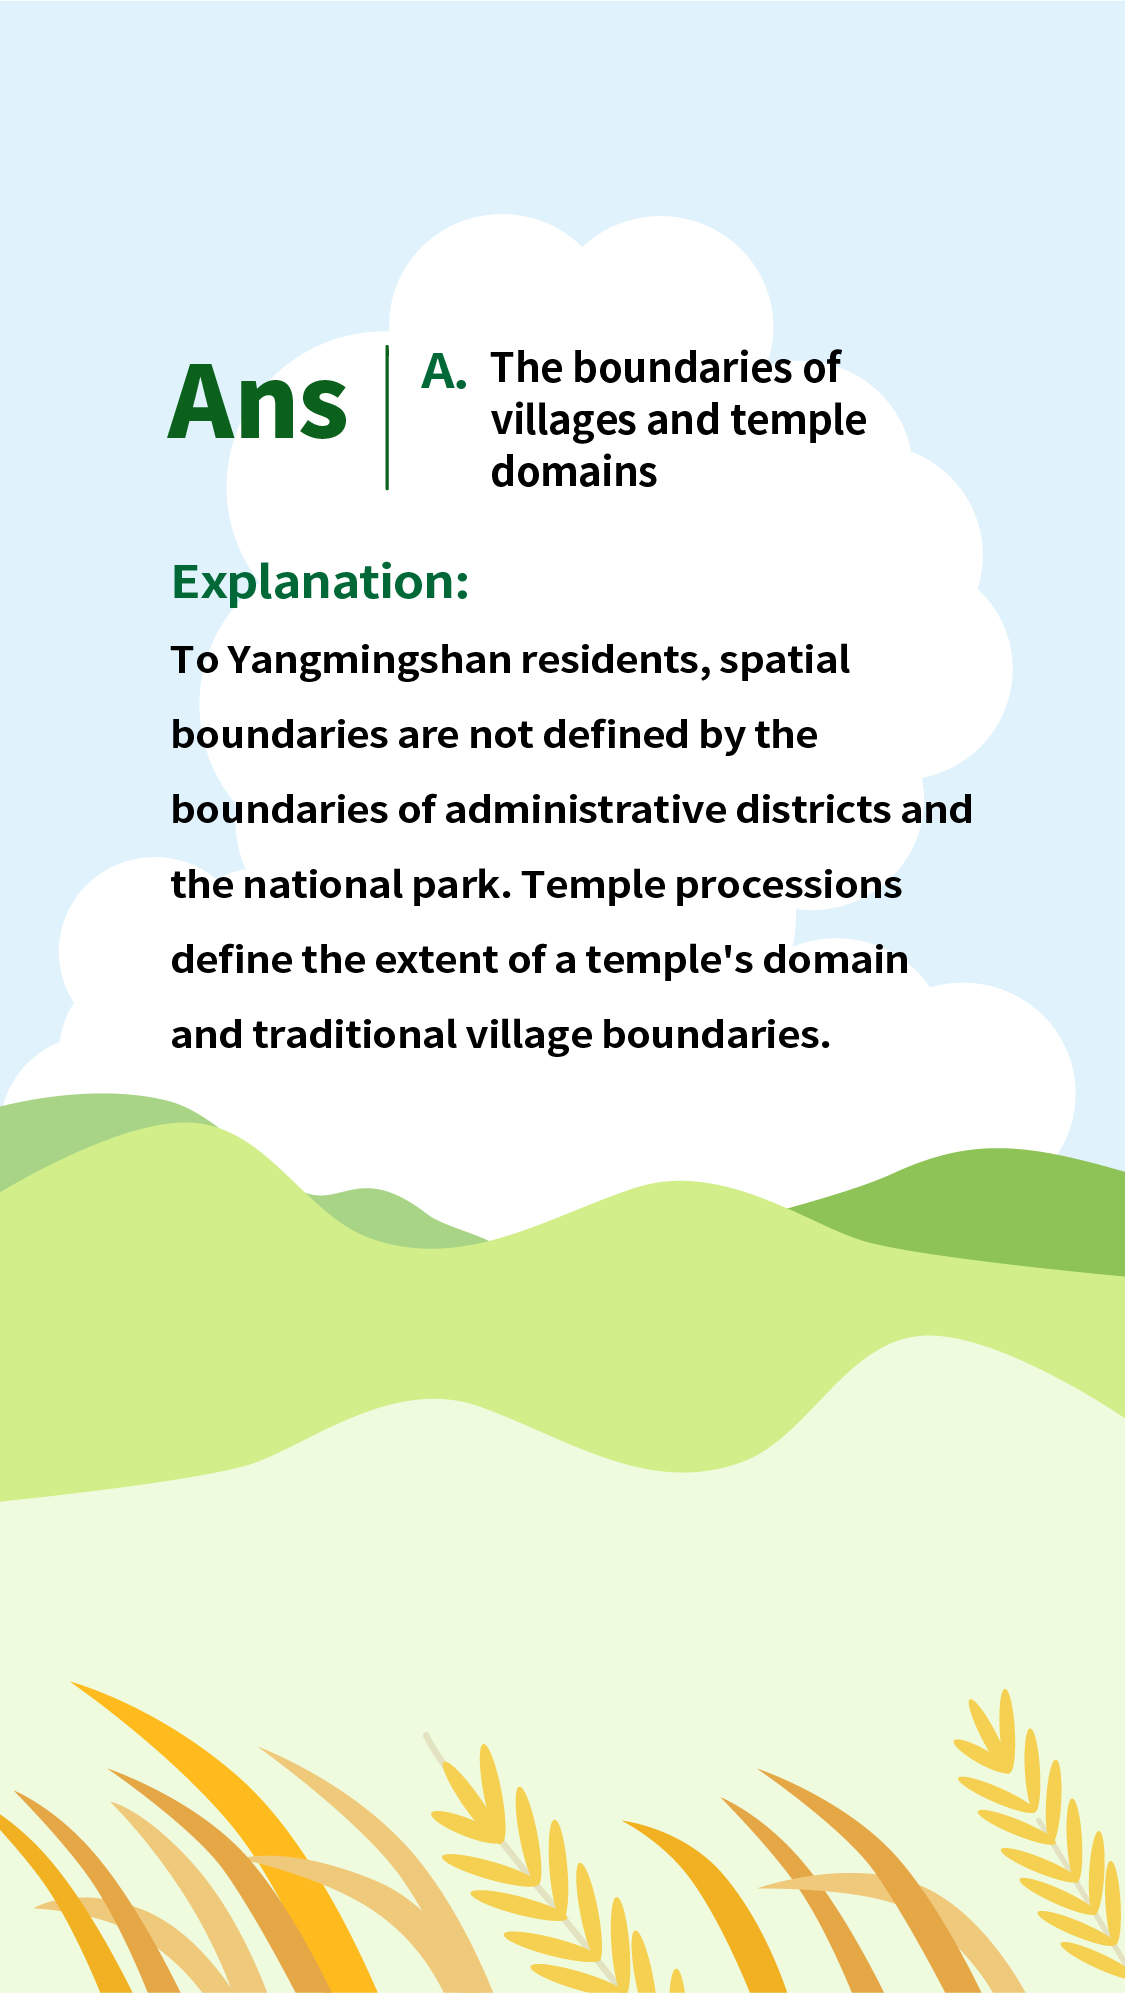 Ans
A. The boundaries of
villages and temple
domains
Explanation:
To Yangmingshan residents, spatial
boundaries are not defined by the
boundaries of administrative districts and
the national park. Temple processions
define the extent of a temple's domain
and traditional village boundaries.